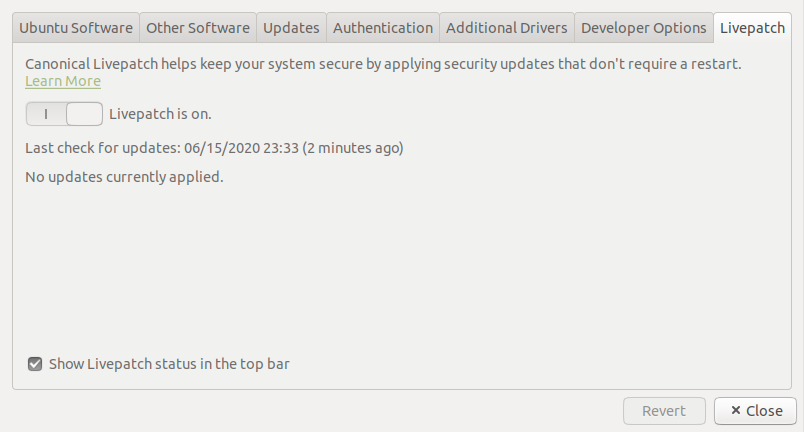 Ubuntu Software Other Software Updates Authentication Additional Drivers Developer Options Livepatch
Canonical Livepatch helps keep your system secure by applying security updates that don't require a restart.
Learn More
Livepatch is on.
Last check for updates: 06/15/2020 23:33 (2 minutes ago)
No updates currently applied.
Show Livepatch status in the top bar
Revert Close